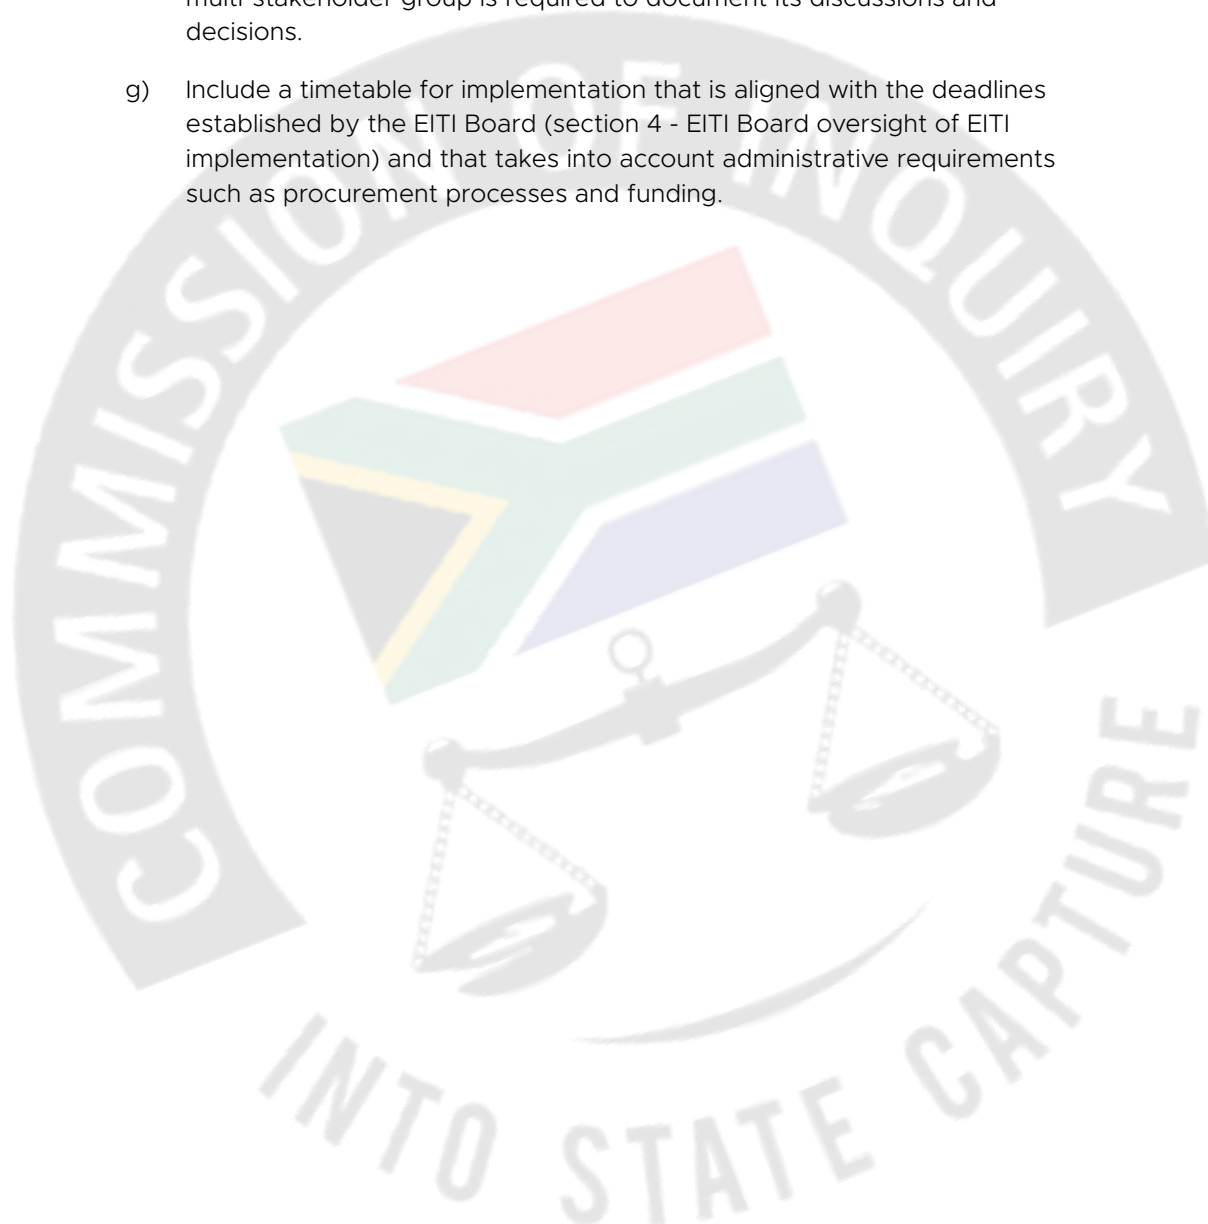 multi-stakeholder group is required to document its discussions and
decisions.
g) Include a timetable for implementation that is aligned with the deadlines
established by the EITI Board (section 4 - EITI Board oversight of EITI
implementation) and that takes into account administrative requirements
such as procurement processes and funding.
COMMISSION OF INQUIRY
INTO STATE CAPTURE